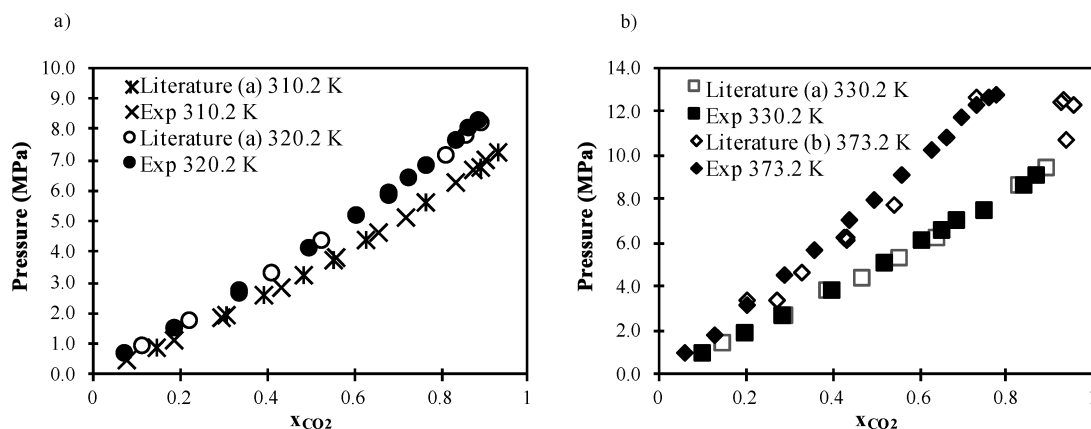 a)
10.0
9.0
8.0
7.0
6.0
5.0
4.0
3.0
2.0
1.0
0.0
Pressure (MPa)
Literature (a) 310.2 K
Exp 310.2 K
Literature (a) 320.2 K
Exp 320.2 K
0 0.2 0.4 0.6 0.8 1
xCO2
b)
14.0
12.0
10.0
8.0
6.0
4.0
2.0
0.0
Pressure (MPa)
Literature (a) 330.2 K
Exp 330.2 K
Literature (b) 373.2 K
Exp 373.2 K
0 0.2 0.4 0.6 0.8 1
xCO2